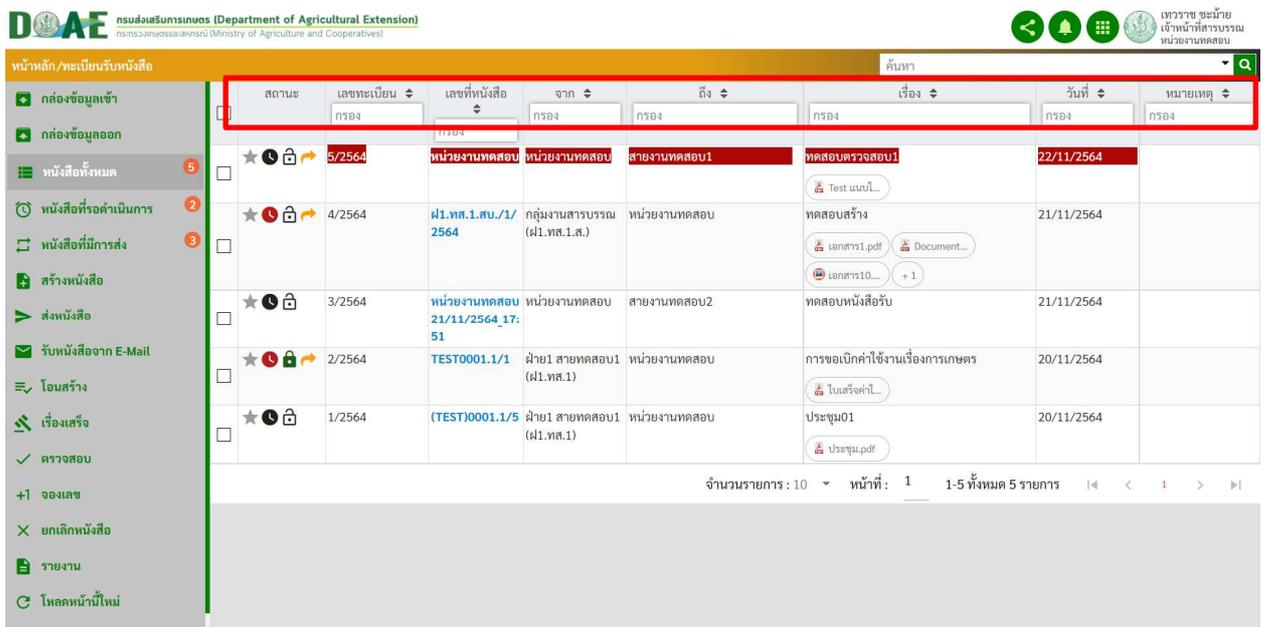 DOAE
กรมส่งเสริมการเกษตร (Department of Agricultural Extension)
กระทรวงเกษตรและสหกรณ์ (Ministry of Agriculture and Cooperatives)
เทวราช ชะม้าย
เจ้าหน้าที่สารบรรณ
หน่วยงานทดสอบ
หน้าหลัก/ทะเบียนรับหนังสือ
ค้นหา
กล่องข้อมูลเข้า
กล่องข้อมูลออก
หนังสือทั้งหมด 5
หนังสือที่รอดำเนินการ 2
หนังสือที่มีการส่ง 3
สร้างหนังสือ
ส่งหนังสือ
รับหนังสือจาก E-Mail
โอนสร้าง
เรื่องเสร็จ
ตรวจสอบ
+1 จองเลข
ยกเลิกหนังสือ
รายงาน
โหลดหน้านี้ใหม่
สถานะ เลขทะเบียน เลขที่หนังสือ จาก ถึง เรื่อง วันที่ หมายเหตุ
กรอง กรอง กรอง กรอง กรอง กรอง กรอง
5/2564 หน่วยงานทดสอบ หน่วยงานทดสอบ สายงานทดสอบ1 ทดสอบตรวจสอบ1 22/11/2564
Test แนบไ...
4/2564 ฝ1.ทส.1.สบ./1/ กลุ่มงานสารบรรณ หน่วยงานทดสอบ ทดสอบสร้าง 21/11/2564
2564 (ฝ1.ทส.1.ส.)
เอกสาร1.pdf Document...
เอกสาร10.... + 1
3/2564 หน่วยงานทดสอบ หน่วยงานทดสอบ สายงานทดสอบ2 ทดสอบหนังสือรับ 21/11/2564
21/11/2564_17:
51
2/2564 TEST0001.1/1 ฝ่าย1 สายทดสอบ1 หน่วยงานทดสอบ การขอเบิกค่าใช้งานเรื่องการเกษตร 20/11/2564
(ฝ1.ทส.1)
ใบเสร็จค่าใ...
1/2564 (TEST)0001.1/5 ฝ่าย1 สายทดสอบ1 หน่วยงานทดสอบ ประชุม01 20/11/2564
(ฝ1.ทส.1)
ประชุม.pdf
จำนวนรายการ : 10 หน้าที่ : 1 1-5 ทั้งหมด 5 รายการ 1